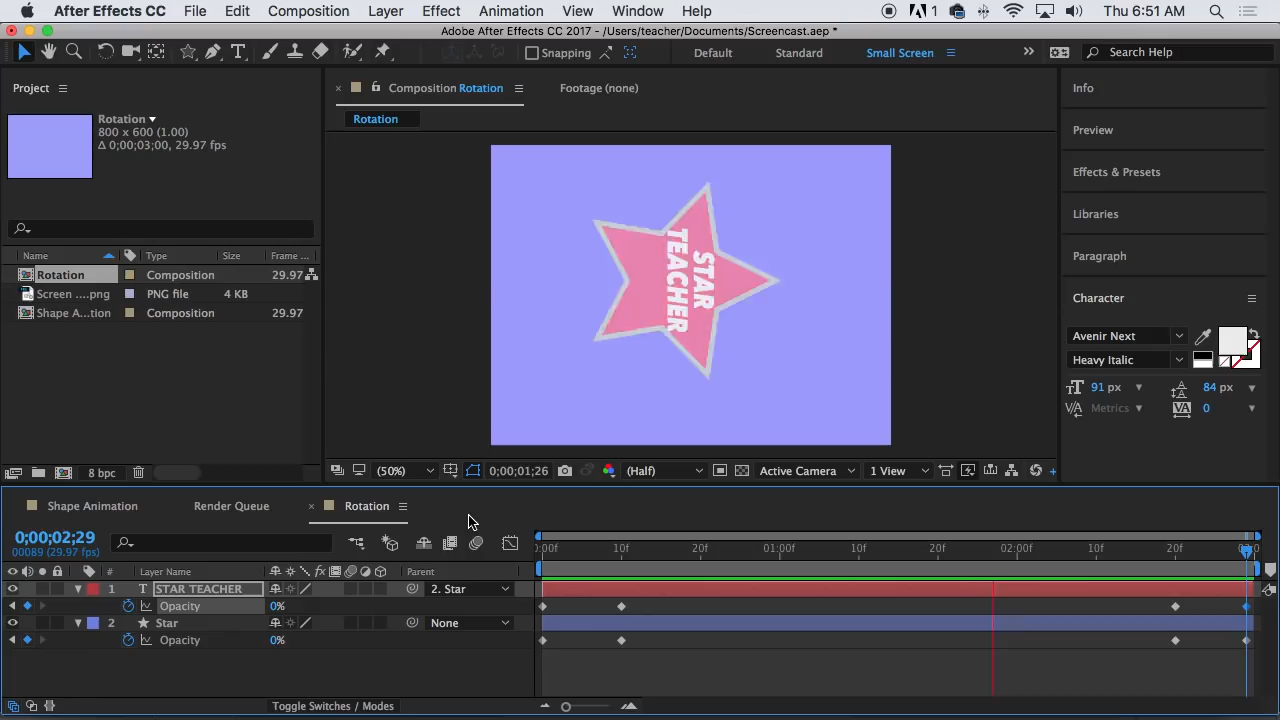 After Effects CC File Edit Composition Layer Effect Animation View Window Help 1 Thu 6:51 AM
Adobe After Effects CC 2017 - /Users/teacher/Documents/Screencast.aep *
T Snapping Default Standard Small Screen Search Help
Project
Composition Rotation Footage (none)
Rotation
Rotation
800 x 600 (1.00)
Δ 0;00;03;00, 29.97 fps
Name Type Size Frame ...
Rotation Composition 29.97
Screen ....png PNG file 4 KB
Shape A...tion Composition 29.97
8 bpc
STAR
TEACHER
(50%) 0;00;01;26 (Half) Active Camera 1 View
Info
Preview
Effects & Presets
Libraries
Paragraph
Character
Avenir Next
Heavy Italic
91 px 84 px
Metrics 0
Shape Animation Render Queue Rotation
0;00;02;29
00089 (29.97 fps)
:00f 10f 20f 01:00f 10f 20f 02:00f 10f 20f
# Layer Name Parent
1 T STAR TEACHER 2. Star
Opacity 0%
2 Star None
Opacity 0%
Toggle Switches / Modes